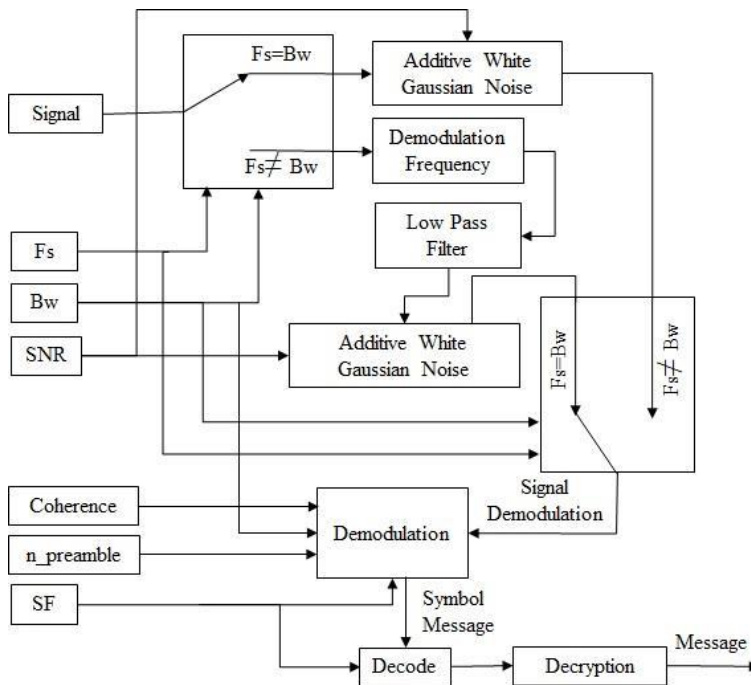 Fs=Bw
Additive White
Gaussian Noise
Signal
Demodulation
Frequency
Fs≠ Bw
Low Pass
Filter
Fs
Bw
SNR
Additive White
Gaussian Noise
Fs=Bw
Fs≠ Bw
Coherence
Signal
Demodulation
Demodulation
n_preamble
SF
Symbol
Message
Message
Decode
Decryption